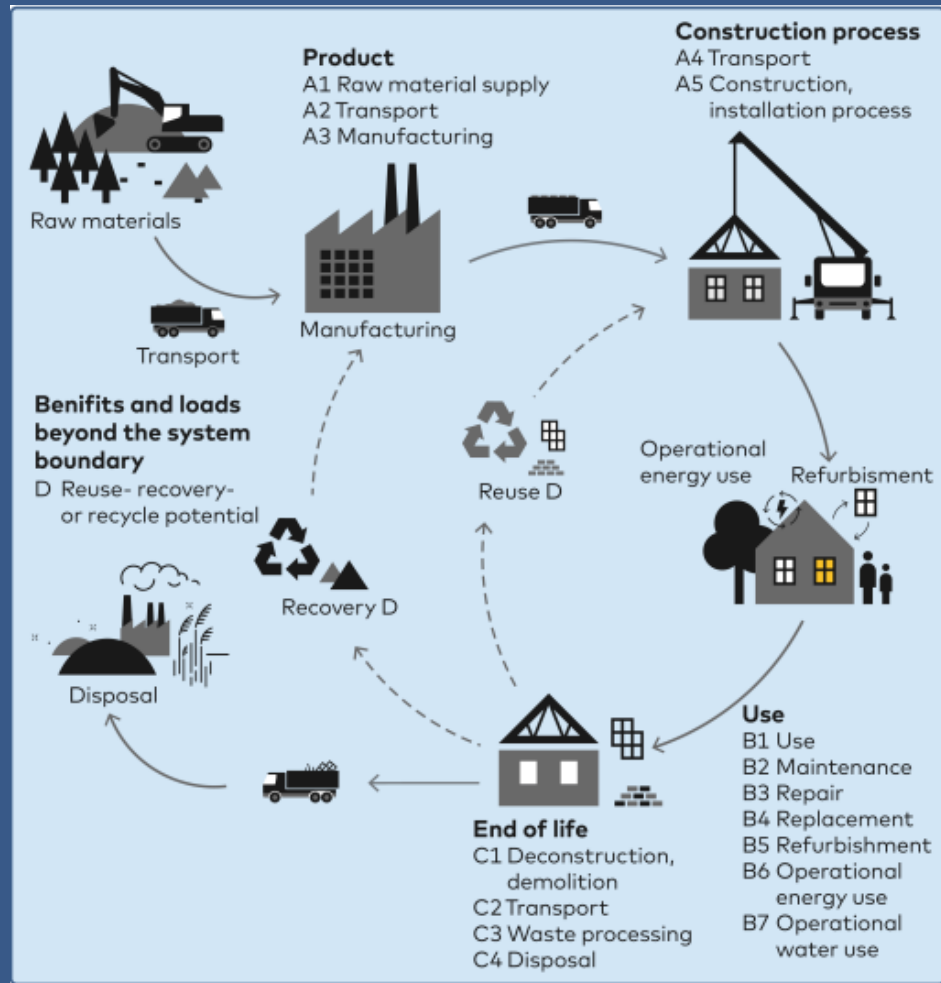 Construction process
A4 Transport
A5 Construction,
installation process
Product
A1 Raw material supply
A2 Transport
A3 Manufacturing
Raw materials
Manufacturing
Transport
Benifits and loads
beyond the system
boundary
D Reuse- recovery-
or recycle potential
Reuse D
Operational
energy use
Refurbisment
Recovery D
Disposal
Use
B1 Use
B2 Maintenance
B3 Repair
B4 Replacement
B5 Refurbishment
B6 Operational
energy use
B7 Operational
water use
End of life
C1 Deconstruction,
demolition
C2 Transport
C3 Waste processing
C4 Disposal